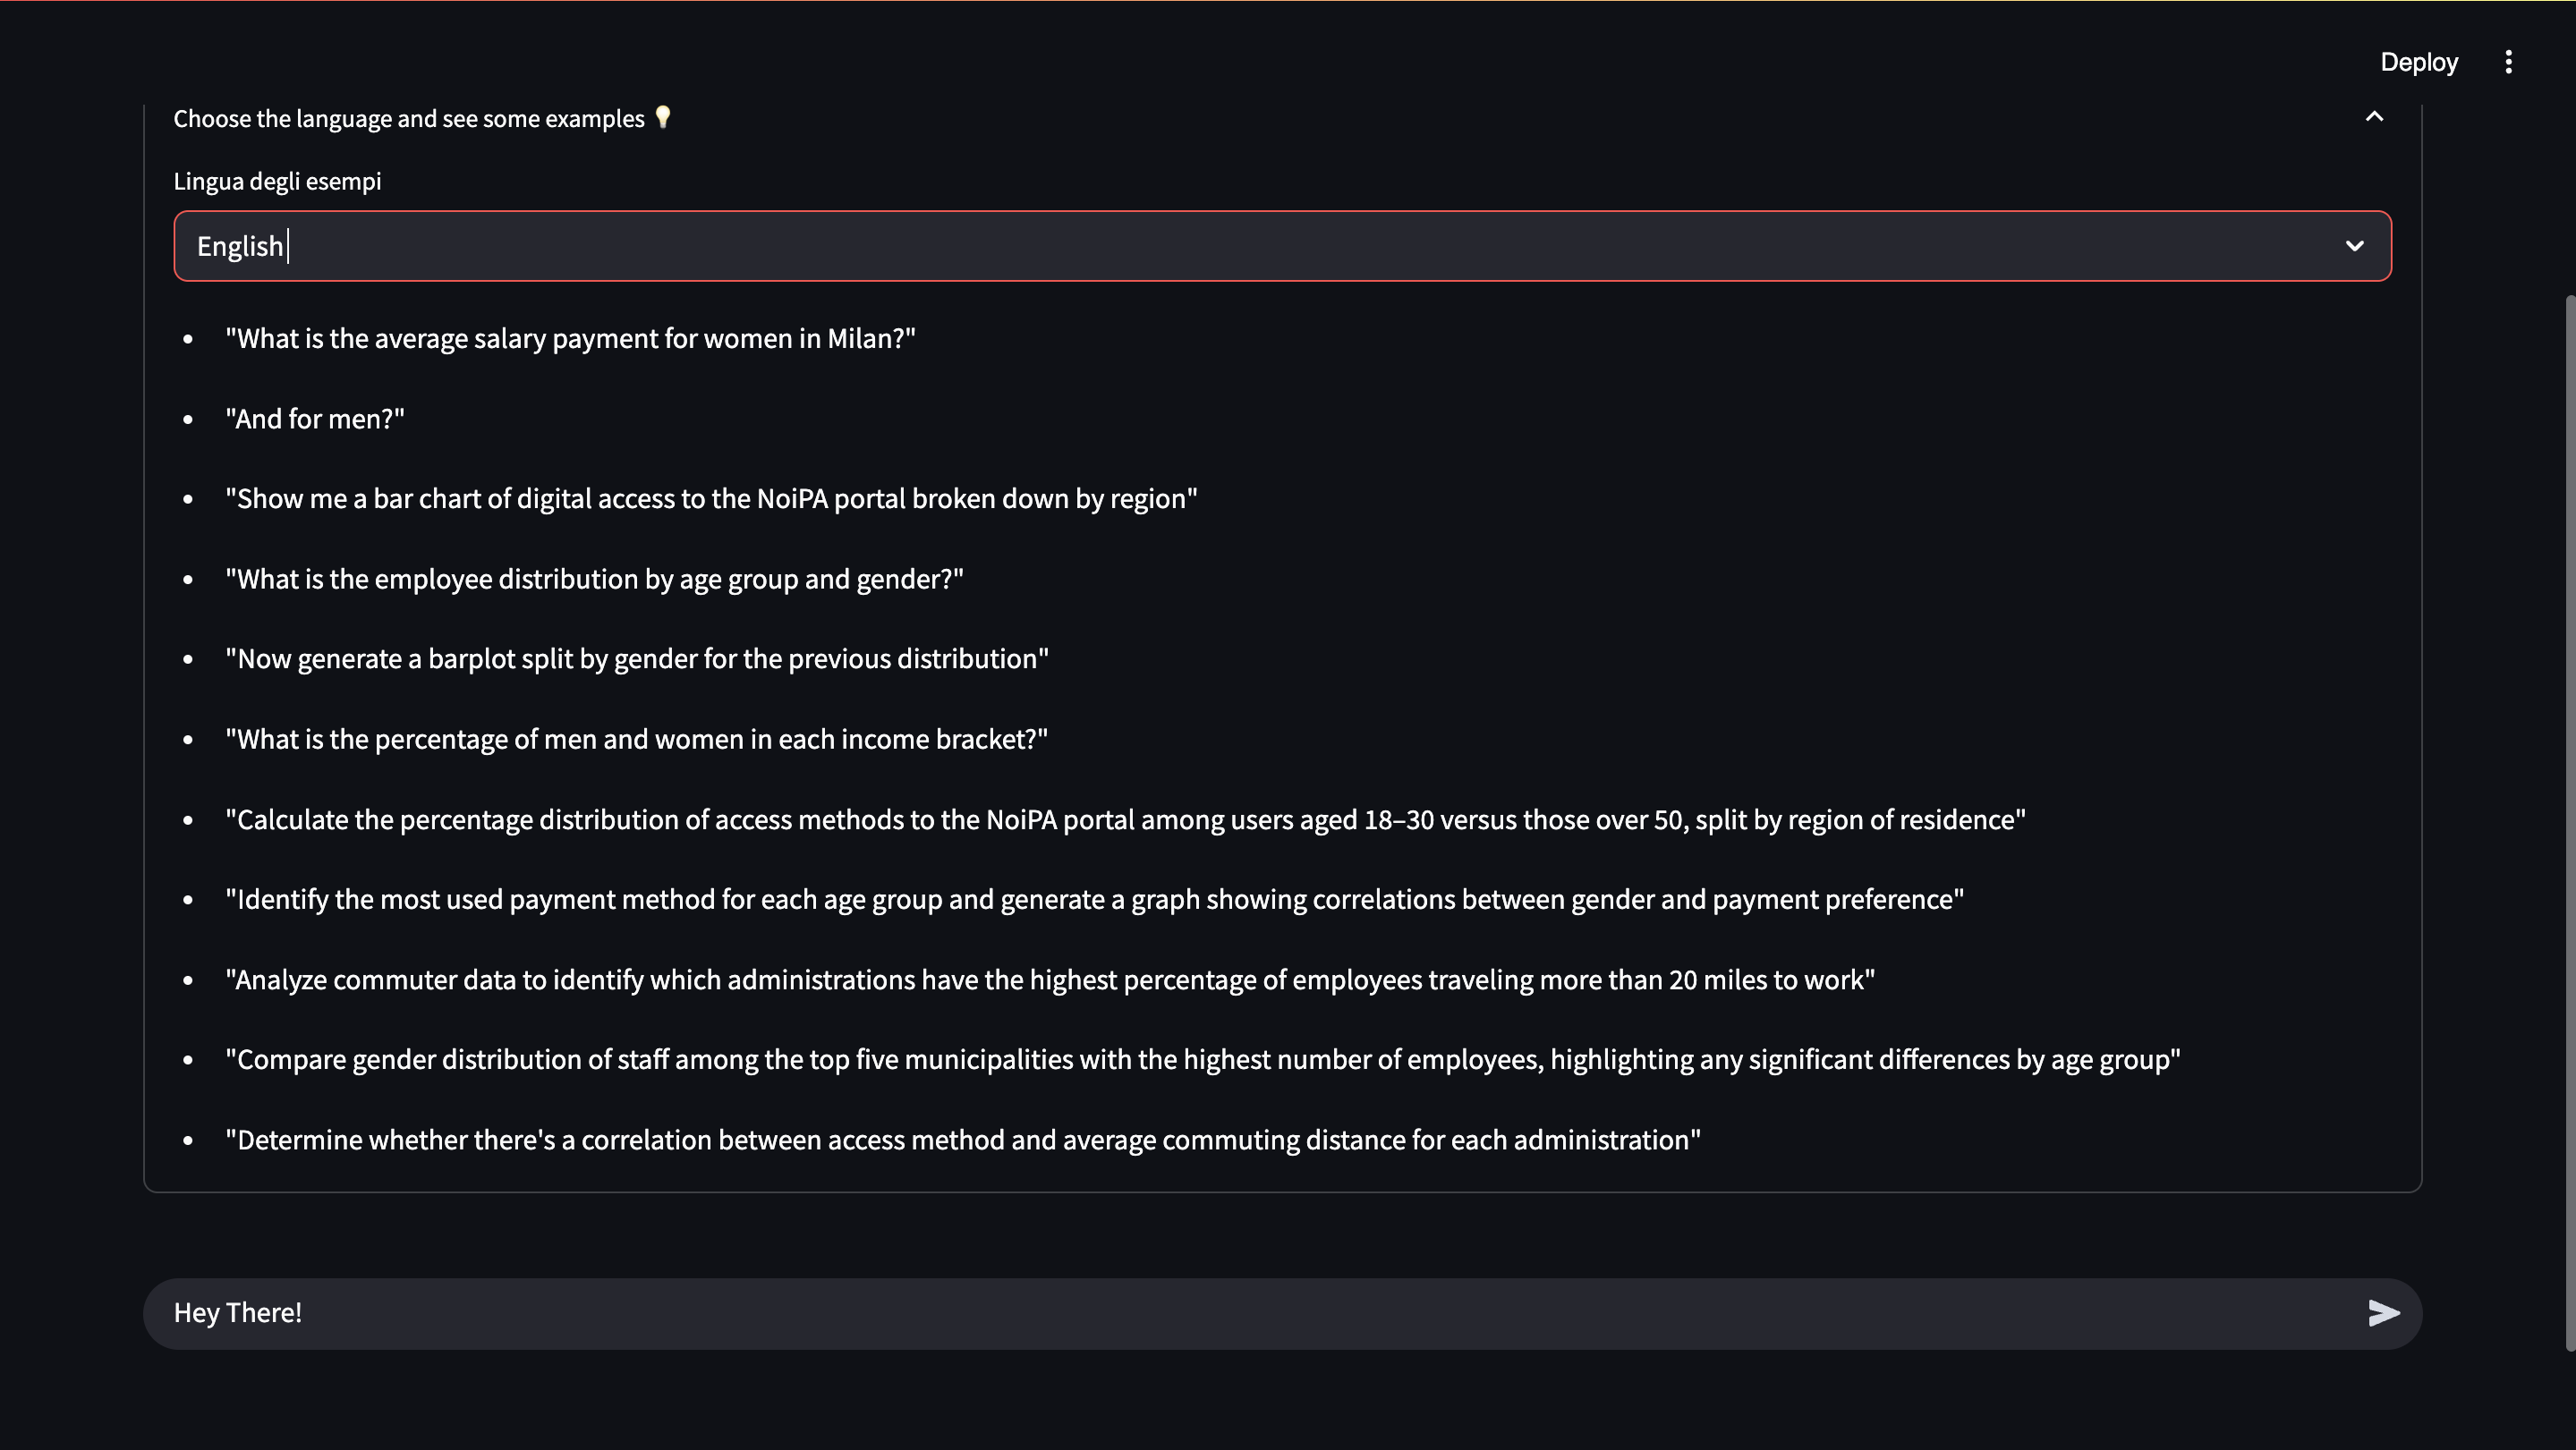 Deploy
Choose the language and see some examples 💡
Lingua degli esempi
English
"What is the average salary payment for women in Milan?"
"And for men?"
"Show me a bar chart of digital access to the NoiPA portal broken down by region"
"What is the employee distribution by age group and gender?"
"Now generate a barplot split by gender for the previous distribution"
"What is the percentage of men and women in each income bracket?"
"Calculate the percentage distribution of access methods to the NoiPA portal among users aged 18–30 versus those over 50, split by region of residence"
"Identify the most used payment method for each age group and generate a graph showing correlations between gender and payment preference"
"Analyze commuter data to identify which administrations have the highest percentage of employees traveling more than 20 miles to work"
"Compare gender distribution of staff among the top five municipalities with the highest number of employees, highlighting any significant differences by age group"
"Determine whether there's a correlation between access method and average commuting distance for each administration"
Hey There!